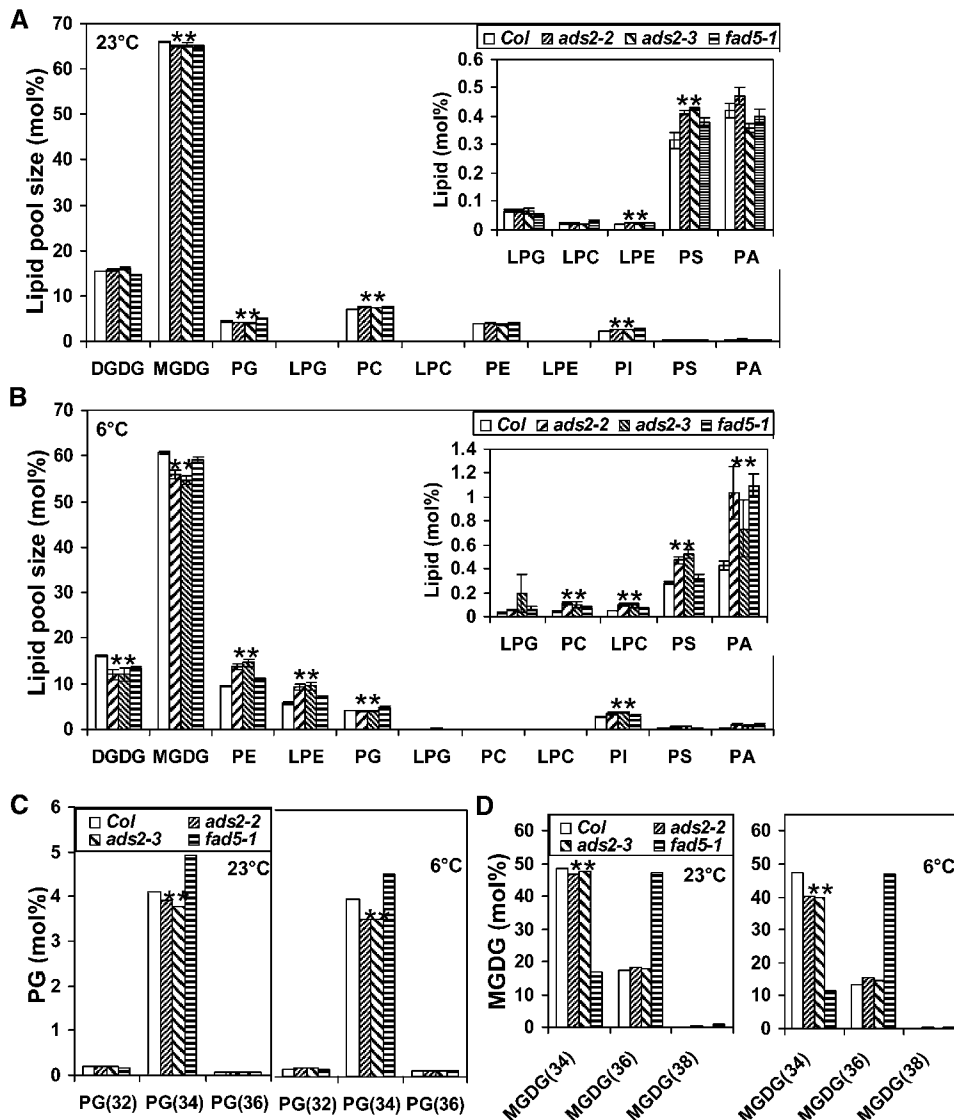 A
23°C
Lipid pool size (mol%)
70
60
50
40
30
20
10
0
** ** ** **
DGDG MGDG PG LPG PC LPC PE LPE PI PS PA
Col ads2-2 ads2-3 fad5-1
Lipid (mol%)
0.6
0.5
0.4
0.3
0.2
0.1
0
** **
LPG LPC LPE PS PA
B
6°C
Lipid pool size (mol%)
70
60
50
40
30
20
10
0
** ** ** ** ** **
DGDG MGDG PE LPE PG LPG PC LPC PI PS PA
Col ads2-2 ads2-3 fad5-1
Lipid (mol%)
1.4
1.2
1
0.8
0.6
0.4
0.2
0
** ** ** **
LPG PC LPC PS PA
C
PG (mol%)
6
5
4
3
2
1
0
Col ads2-2
ads2-3 fad5-1
23°C
**
PG(32) PG(34) PG(36)
6°C
**
PG(32) PG(34) PG(36)
D
MGDG (mol%)
60
50
40
30
20
10
0
Col ads2-2
ads2-3 fad5-1
23°C
**
MGDG(34) MGDG(36) MGDG(38)
60
50
40
30
20
10
0
6°C
**
MGDG(34) MGDG(36) MGDG(38)